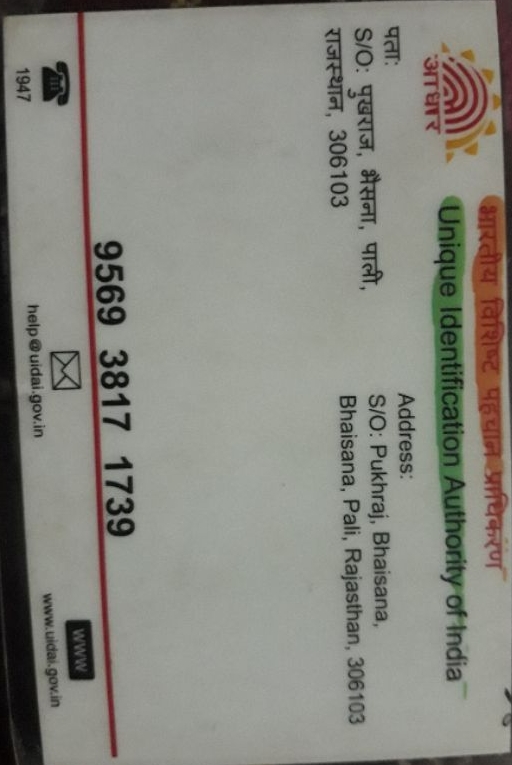 भारतीय विशिष्ट पहचान प्राधिकरण
Unique Identification Authority of India
आधार
पता:
S/O: पुखराज, भैसना, पाली,
राजस्थान, 306103
Address:
S/O: Pukhraj, Bhaisana,
Bhaisana, Pali, Rajasthan, 306103
9569 3817 1739
1947
help@uidai.gov.in
www
www.uidai.gov.in